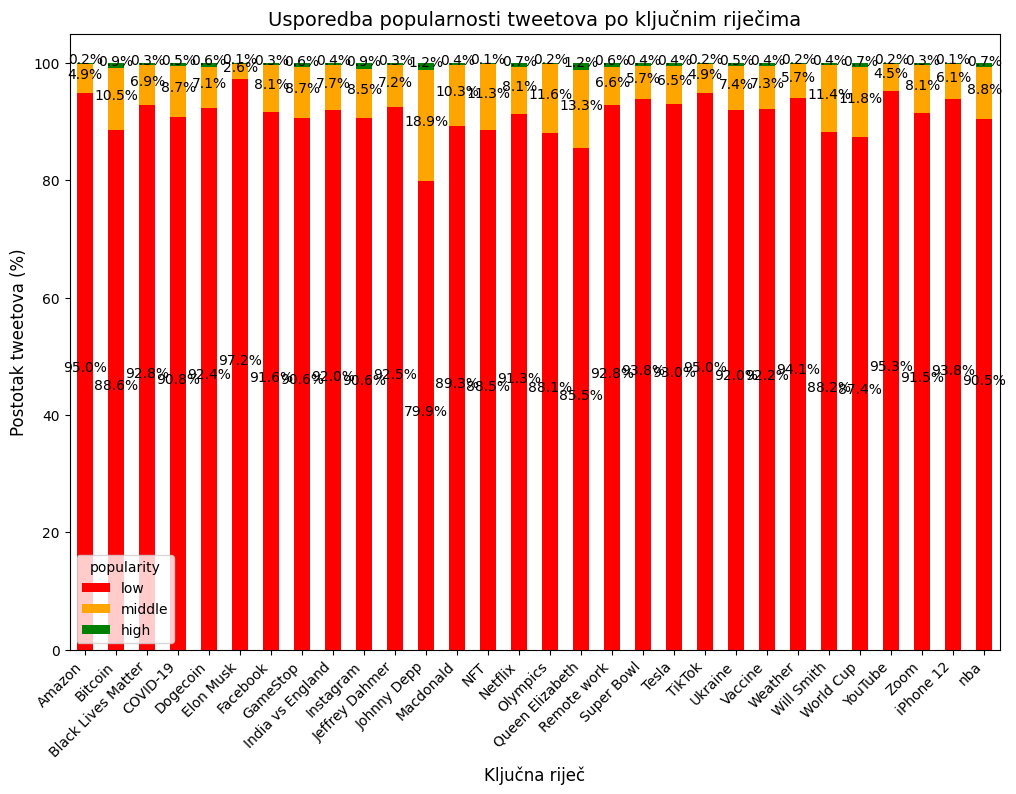 Usporedba popularnosti tweetova po ključnim riječima
Postotak tweetova (%)
100
80
60
40
20
0
0.2% 0.9% 0.3% 0.5% 0.6% 0.1% 0.3% 0.6% 0.4% 0.9% 0.3% 1.2% 0.4% 0.1% 0.7% 0.2% 1.2% 0.6% 0.4% 0.4% 0.2% 0.5% 0.4% 0.2% 0.4% 0.7% 0.2% 0.3% 0.1% 0.7%
4.9% 10.5% 6.9% 8.7% 7.1% 2.6% 8.1% 8.7% 7.7% 8.5% 7.2% 18.9% 10.3% 11.3% 8.1% 11.6% 13.3% 6.6% 5.7% 6.5% 4.9% 7.4% 7.3% 5.7% 11.4% 11.8% 4.5% 8.1% 6.1% 8.8%
95.0% 88.6% 92.8% 90.8% 92.4% 97.2% 91.6% 90.6% 92.0% 90.6% 92.5% 79.9% 89.3% 88.5% 91.3% 88.1% 85.5% 92.8% 93.8% 93.0% 95.0% 92.0% 92.2% 94.1% 88.2% 87.4% 95.3% 91.5% 93.8% 90.5%
popularity
low
middle
high
Amazon
Bitcoin
Black Lives Matter
COVID-19
Dogecoin
Elon Musk
Facebook
GameStop
India vs England
Instagram
Jeffrey Dahmer
Johnny Depp
Macdonald
NFT
Netflix
Olympics
Queen Elizabeth
Remote work
Super Bowl
Tesla
TikTok
Ukraine
Vaccine
Weather
Will Smith
World Cup
YouTube
Zoom
iPhone 12
nba
Ključna riječ